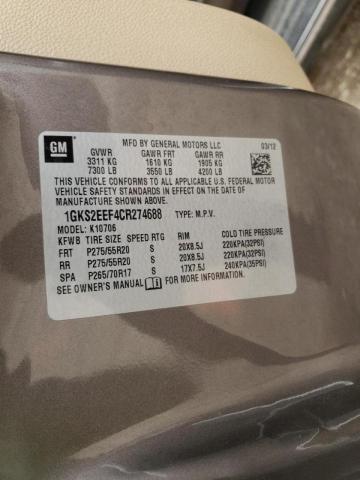 GM
MFD BY GENERAL MOTORS LLC
03/12
GVWR GAWR FRT GAWR RR
3311 KG 1610 KG 1905 KG
7300 LB 3550 LB 4200 LB
THIS VEHICLE CONFORMS TO ALL APPLICABLE U.S. FEDERAL MOTOR
VEHICLE SAFETY STANDARDS IN EFFECT ON THE DATE OF
MANUFACTURE SHOWN ABOVE.
1GKS2EEF4CR274688 TYPE: M.P.V.
MODEL: K10706
KFWB TIRE SIZE SPEED RTG RIM COLD TIRE PRESSURE
FRT P275/55R20 S 20X8.5J 220KPA(32PSI)
RR P275/55R20 S 20X8.5J 220KPA(32PSI)
SPA P265/70R17 S 17X7.5J 240KPA(35PSI)
SEE OWNER'S MANUAL FOR MORE INFORMATION.